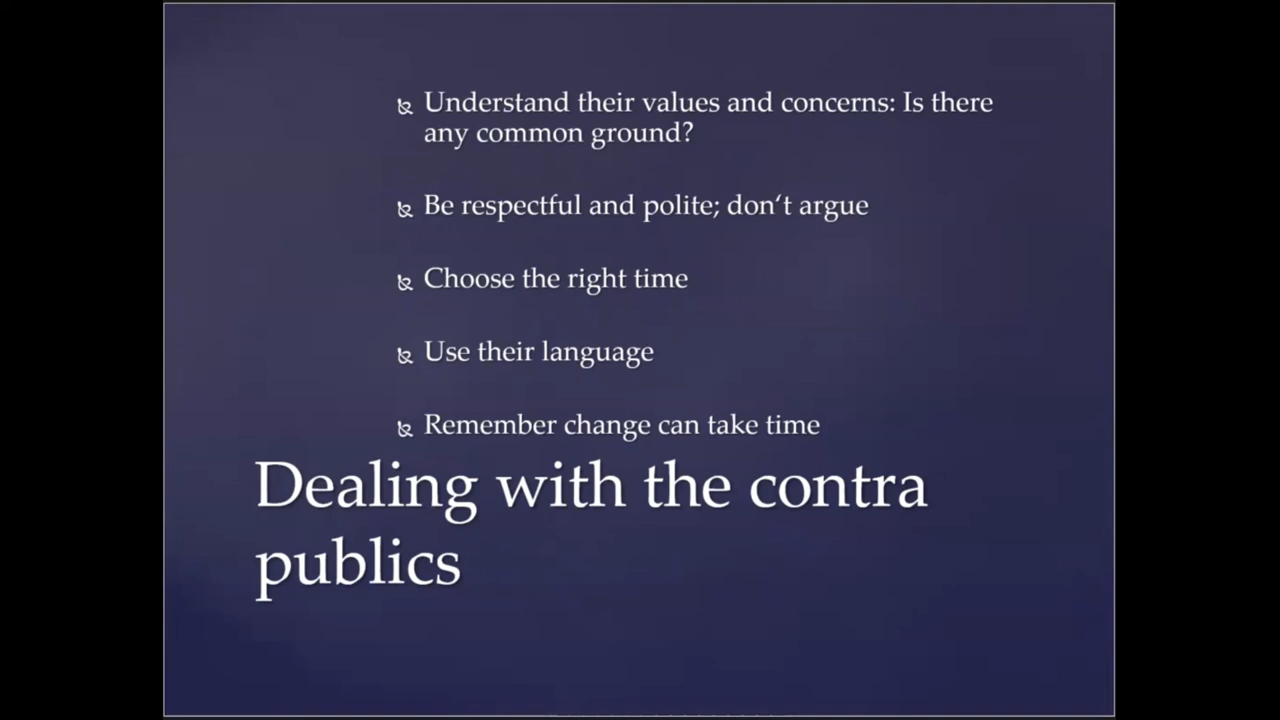 Understand their values and concerns: Is there
any common ground?
Be respectful and polite; don‘t argue
Choose the right time
Use their language
Remember change can take time
Dealing with the contra
publics